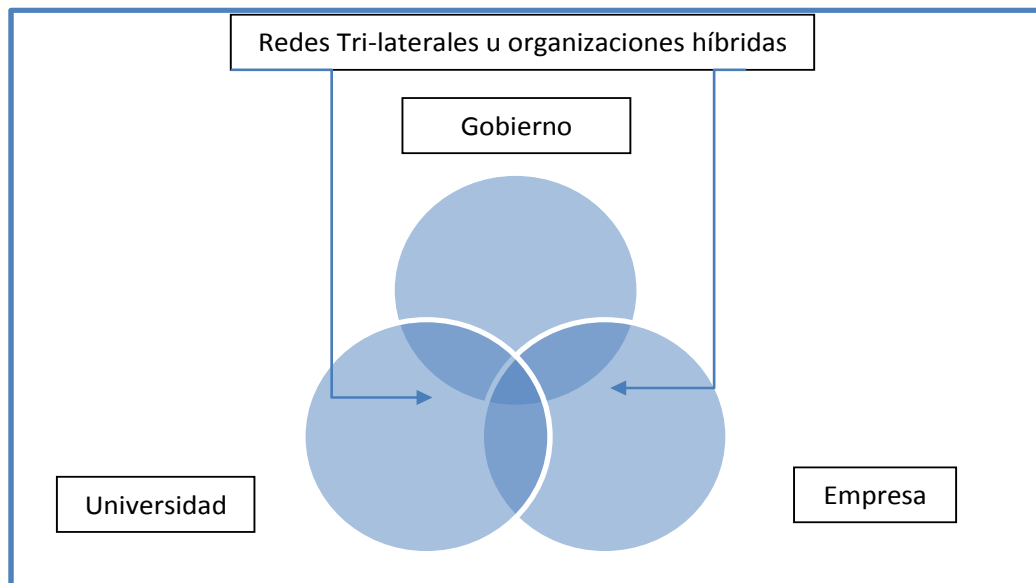 Redes Tri-laterales u organizaciones híbridas
Gobierno
Universidad
Empresa